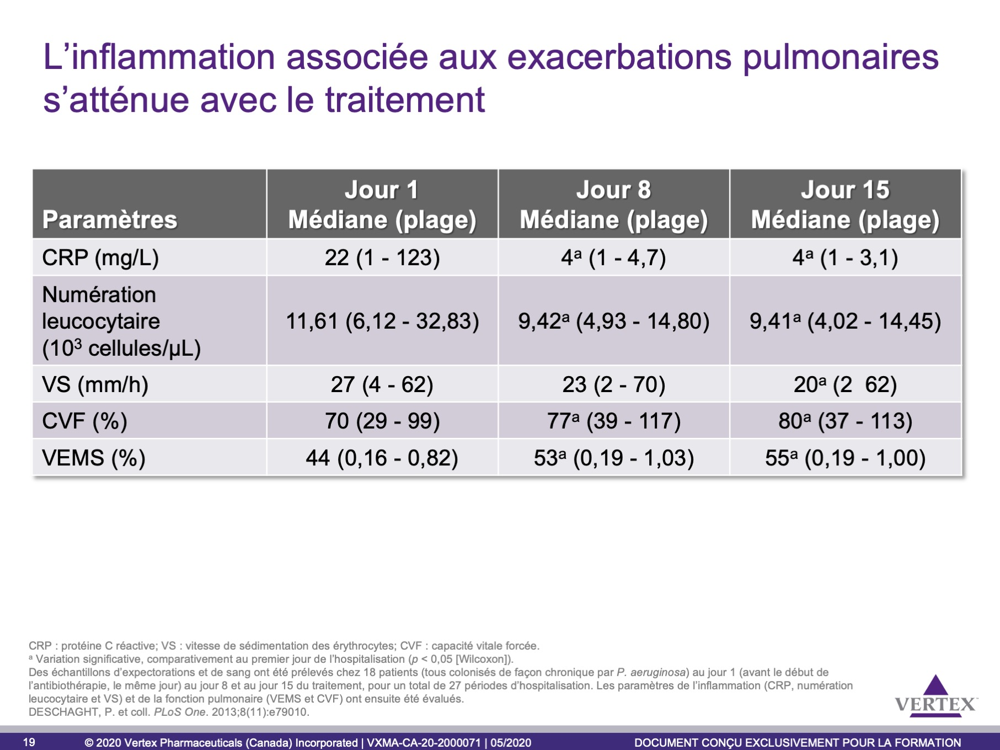 L’inflammation associée aux exacerbations pulmonaires
s’atténue avec le traitement
Paramètres
Jour 1
Médiane (plage)
Jour 8
Médiane (plage)
Jour 15
Médiane (plage)
CRP (mg/L) 22 (1 - 123) 4ᵃ (1 - 4,7) 4ᵃ (1 - 3,1)
Numération
leucocytaire
(10³ cellules/µL)
11,61 (6,12 - 32,83) 9,42ᵃ (4,93 - 14,80) 9,41ᵃ (4,02 - 14,45)
VS (mm/h) 27 (4 - 62) 23 (2 - 70) 20ᵃ (2  62)
CVF (%) 70 (29 - 99) 77ᵃ (39 - 117) 80ᵃ (37 - 113)
VEMS (%) 44 (0,16 - 0,82) 53ᵃ (0,19 - 1,03) 55ᵃ (0,19 - 1,00)
CRP : protéine C réactive; VS : vitesse de sédimentation des érythrocytes; CVF : capacité vitale forcée.
ᵃ Variation significative, comparativement au premier jour de l’hospitalisation (p < 0,05 [Wilcoxon]).
Des échantillons d’expectorations et de sang ont été prélevés chez 18 patients (tous colonisés de façon chronique par P. aeruginosa) au jour 1 (avant le début de
l’antibiothérapie, le même jour) au jour 8 et au jour 15 du traitement, pour un total de 27 périodes d’hospitalisation. Les paramètres de l’inflammation (CRP, numération
leucocytaire et VS) et de la fonction pulmonaire (VEMS et CVF) ont ensuite été évalués.
DESCHAGHT, P. et coll. PLoS One. 2013;8(11):e79010.
VERTEX™
19 © 2020 Vertex Pharmaceuticals (Canada) Incorporated | VXMA-CA-20-2000071 | 05/2020 DOCUMENT CONÇU EXCLUSIVEMENT POUR LA FORMATION